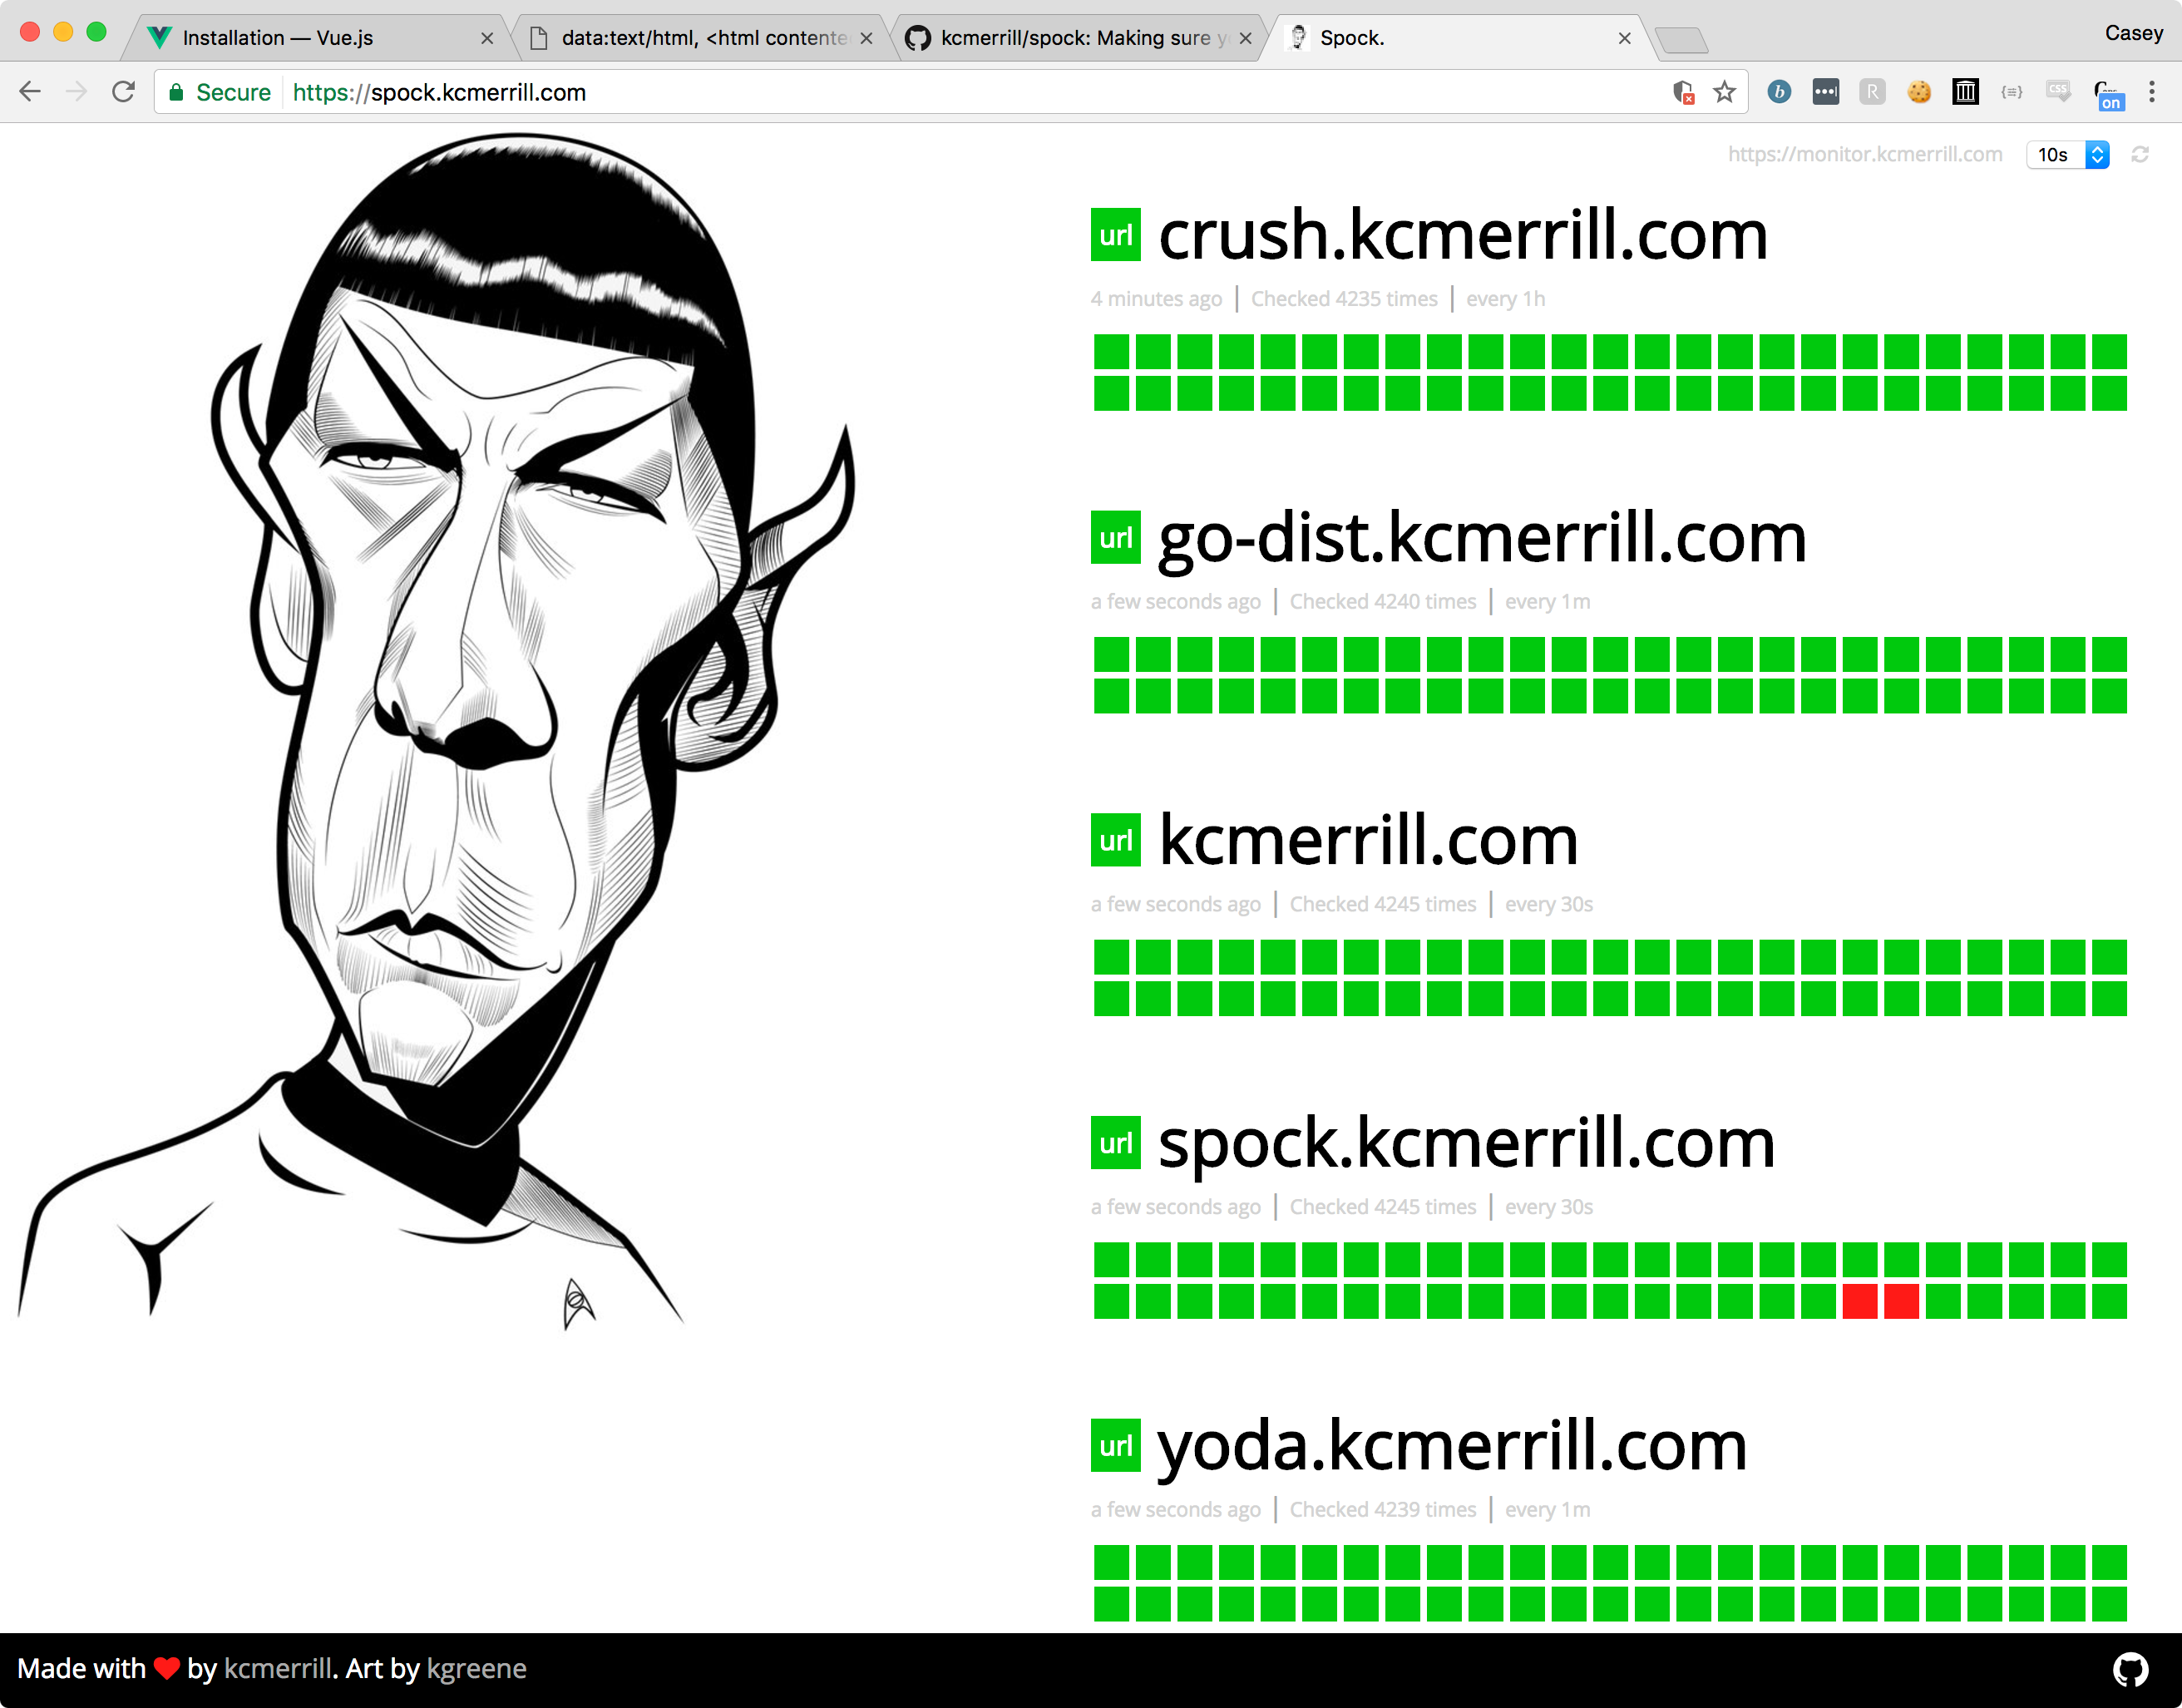 Casey
Installation — Vue.js
data:text/html, <html contente
kcmerrill/spock: Making sure y
Spock.
Secure https://spock.kcmerrill.com
b
R
CSS
on
https://monitor.kcmerrill.com 10s
url crush.kcmerrill.com
4 minutes ago | Checked 4235 times | every 1h
url go-dist.kcmerrill.com
a few seconds ago | Checked 4240 times | every 1m
url kcmerrill.com
a few seconds ago | Checked 4245 times | every 30s
url spock.kcmerrill.com
a few seconds ago | Checked 4245 times | every 30s
url yoda.kcmerrill.com
a few seconds ago | Checked 4239 times | every 1m
Made with ❤ by kcmerrill. Art by kgreene